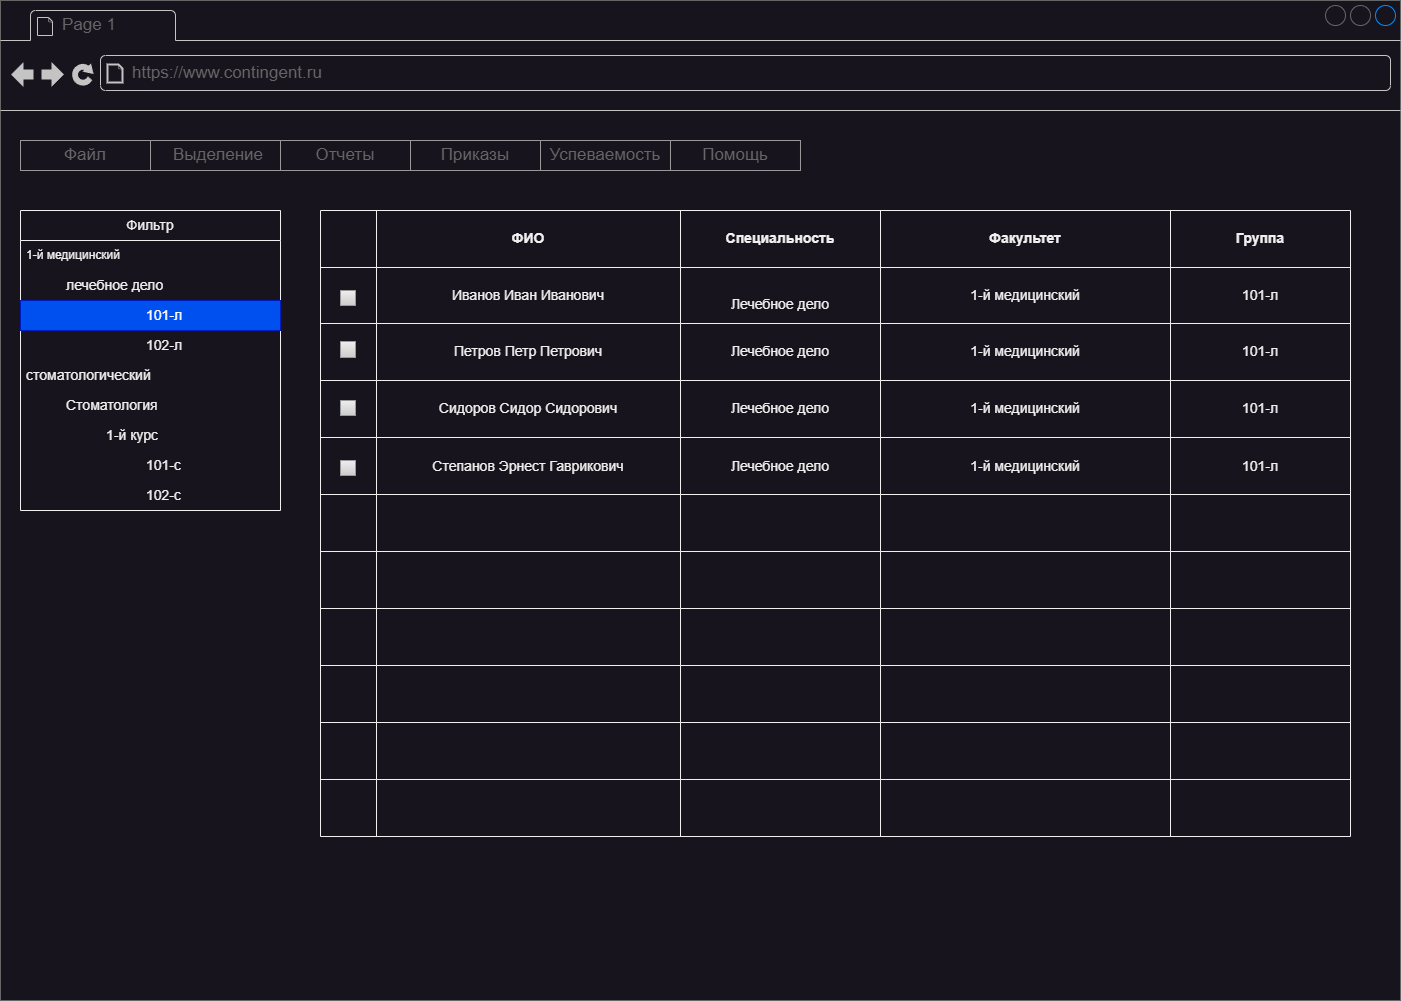 Page 1
https://www.contingent.ru
Файл Выделение Отчеты Приказы Успеваемость Помощь
Фильтр
1-й медицинский
лечебное дело
101-л
102-л
стоматологический
Стоматология
1-й курс
101-с
102-с
ФИО Специальность Факультет Группа
Иванов Иван Иванович Лечебное дело 1-й медицинский 101-л
Петров Петр Петрович Лечебное дело 1-й медицинский 101-л
Сидоров Сидор Сидорович Лечебное дело 1-й медицинский 101-л
Степанов Эрнест Гаврикович Лечебное дело 1-й медицинский 101-л